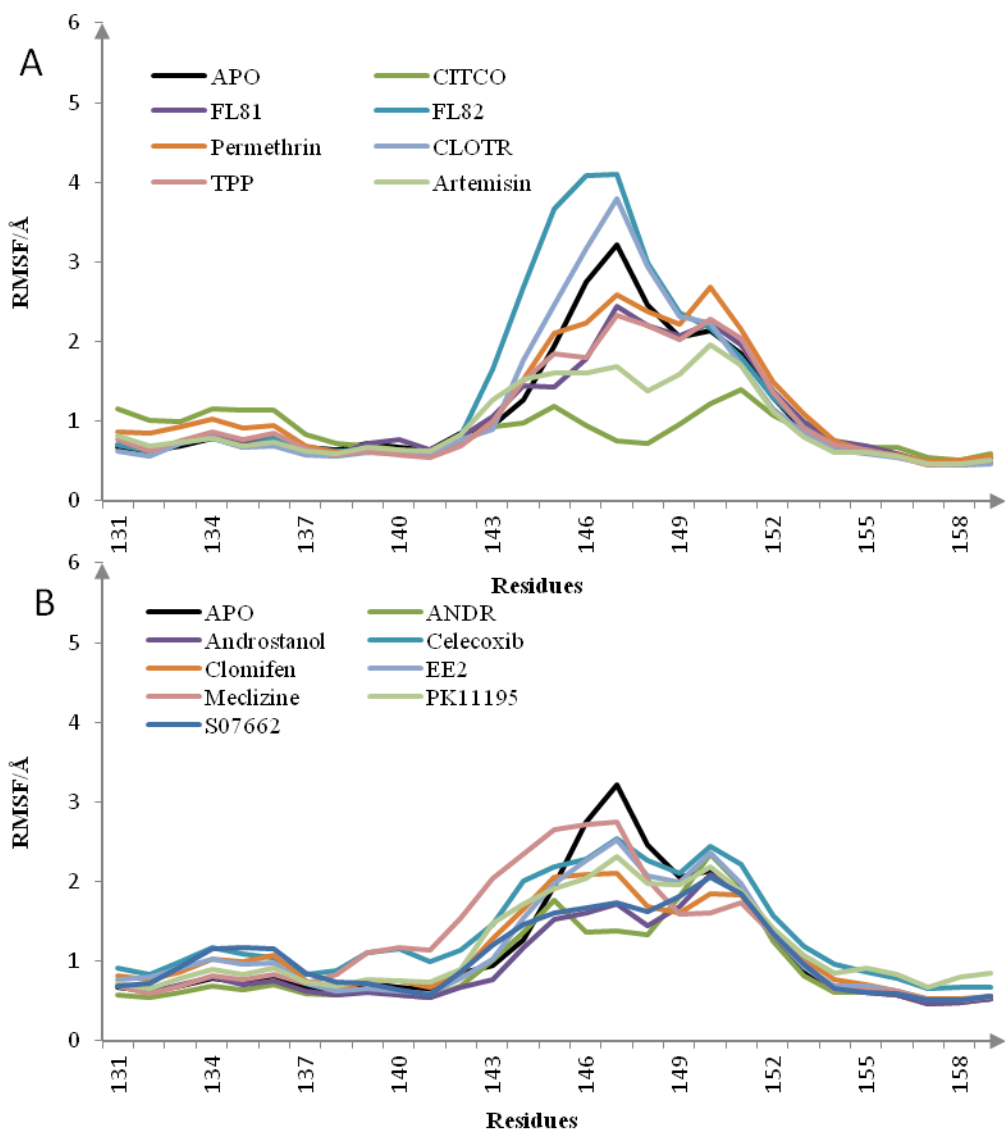 A
6
5
4
3
2
1
0
RMSF/Å
APO CITCO
FL81 FL82
Permethrin CLOTR
TPP Artemisin
131 134 137 140 143 146 149 152 155 158
Residues
B
6
5
4
3
2
1
0
RMSF/Å
APO ANDR
Androstanol Celecoxib
Clomifen EE2
Meclizine PK11195
S07662
131 134 137 140 143 146 149 152 155 158
Residues